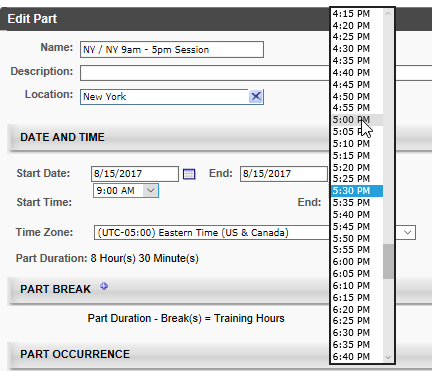 Edit Part
Name: NY / NY 9am - 5pm Session
Description:
Location: New York
DATE AND TIME
Start Date: 8/15/2017 End: 8/15/2017
Start Time: 9:00 AM End:
Time Zone: (UTC-05:00) Eastern Time (US & Canada)
Part Duration: 8 Hour(s) 30 Minute(s)
PART BREAK
Part Duration - Break(s) = Training Hours
PART OCCURRENCE
4:15 PM
4:20 PM
4:25 PM
4:30 PM
4:35 PM
4:40 PM
4:45 PM
4:50 PM
4:55 PM
5:00 PM
5:05 PM
5:10 PM
5:15 PM
5:20 PM
5:25 PM
5:30 PM
5:35 PM
5:40 PM
5:45 PM
5:50 PM
5:55 PM
6:00 PM
6:05 PM
6:10 PM
6:15 PM
6:20 PM
6:25 PM
6:30 PM
6:35 PM
6:40 PM